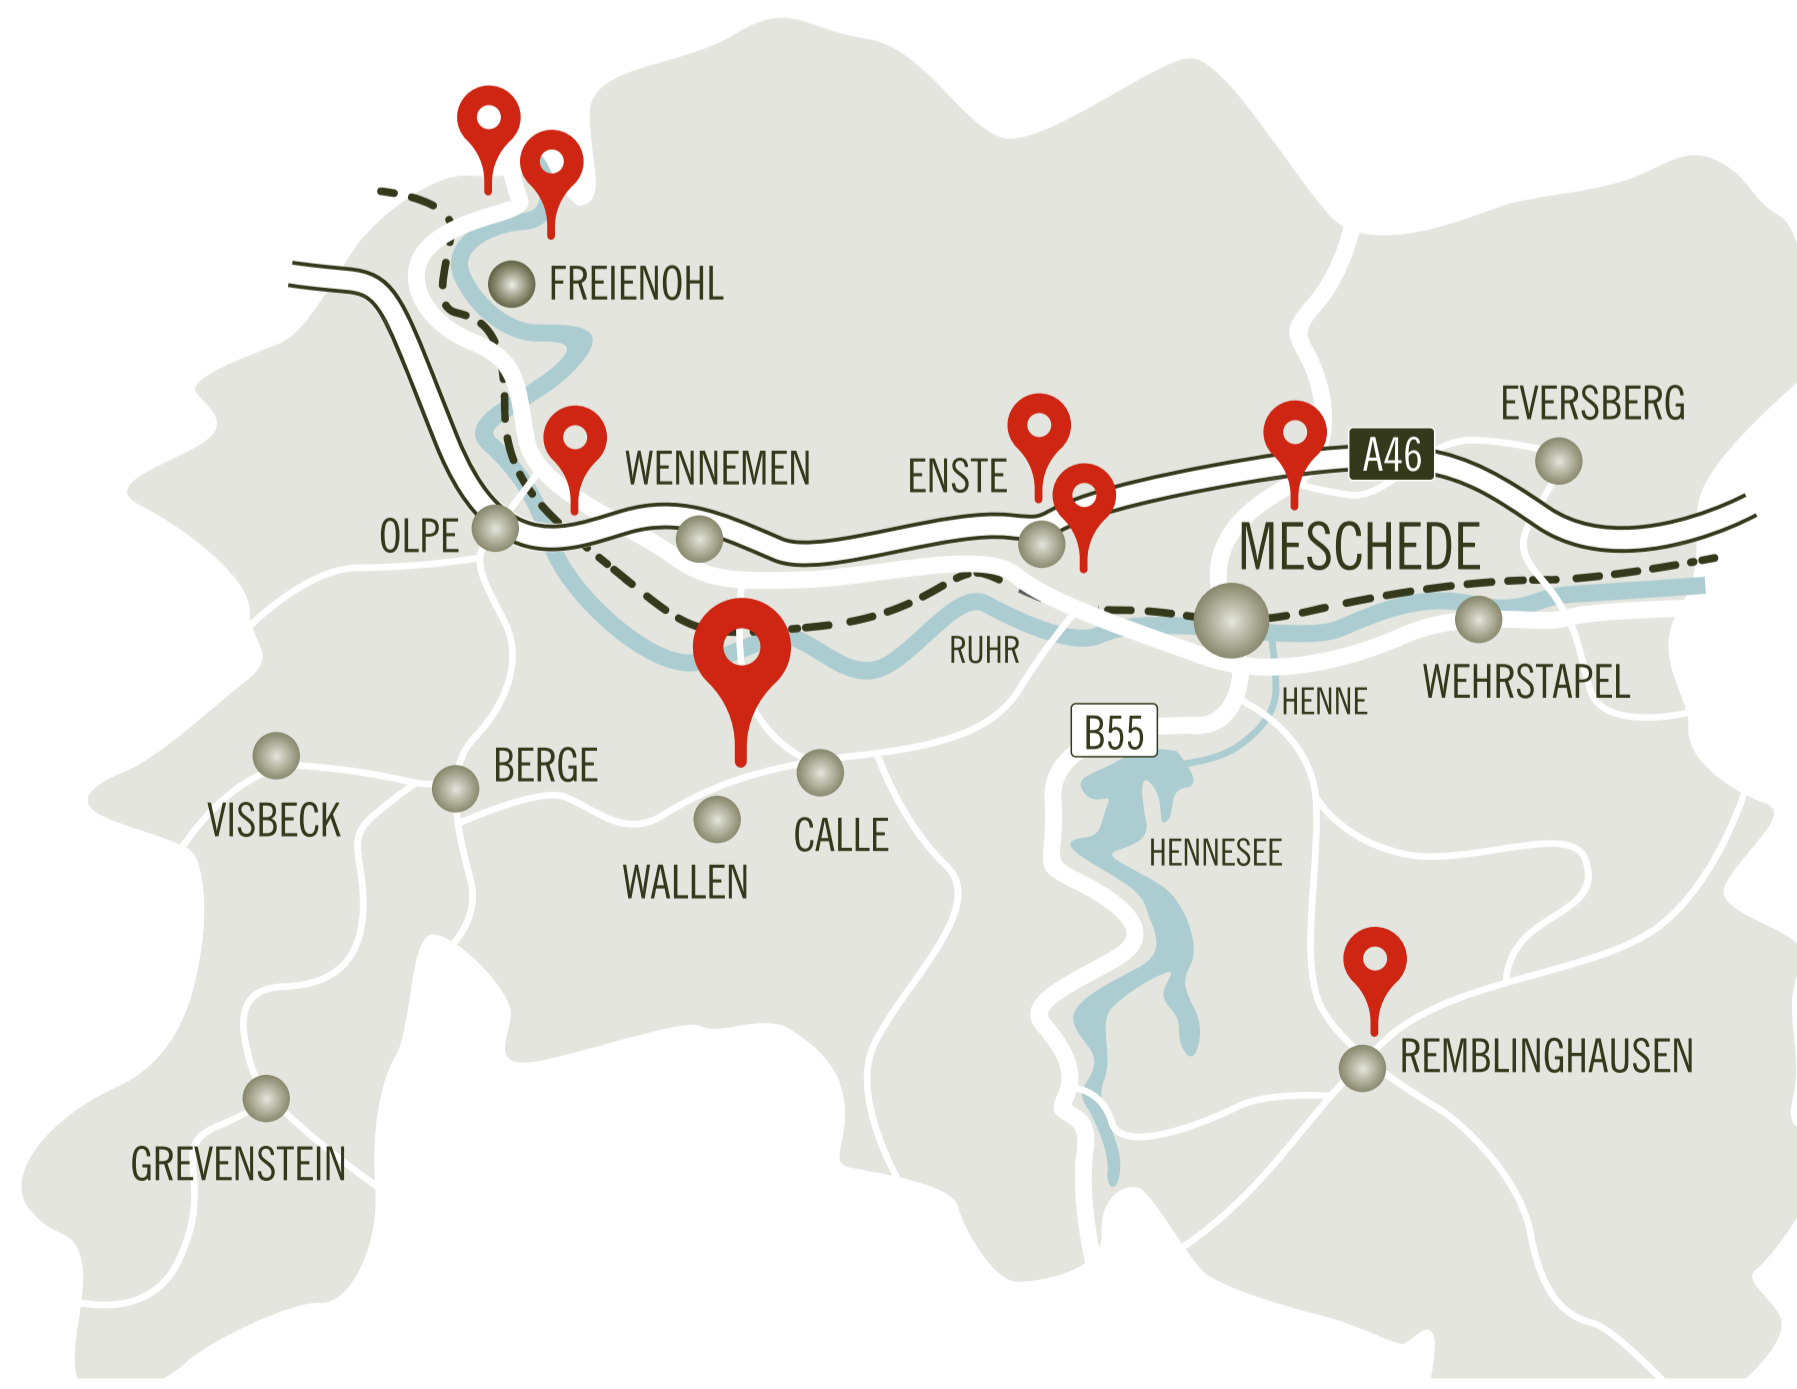 FREIENOHL
EVERSBERG
A46
WENNEMEN
ENSTE
OLPE
MESCHEDE
RUHR
WEHRSTAPEL
HENNE
B55
BERGE
VISBECK
CALLE
HENNESEE
WALLEN
REMBLINGHAUSEN
GREVENSTEIN